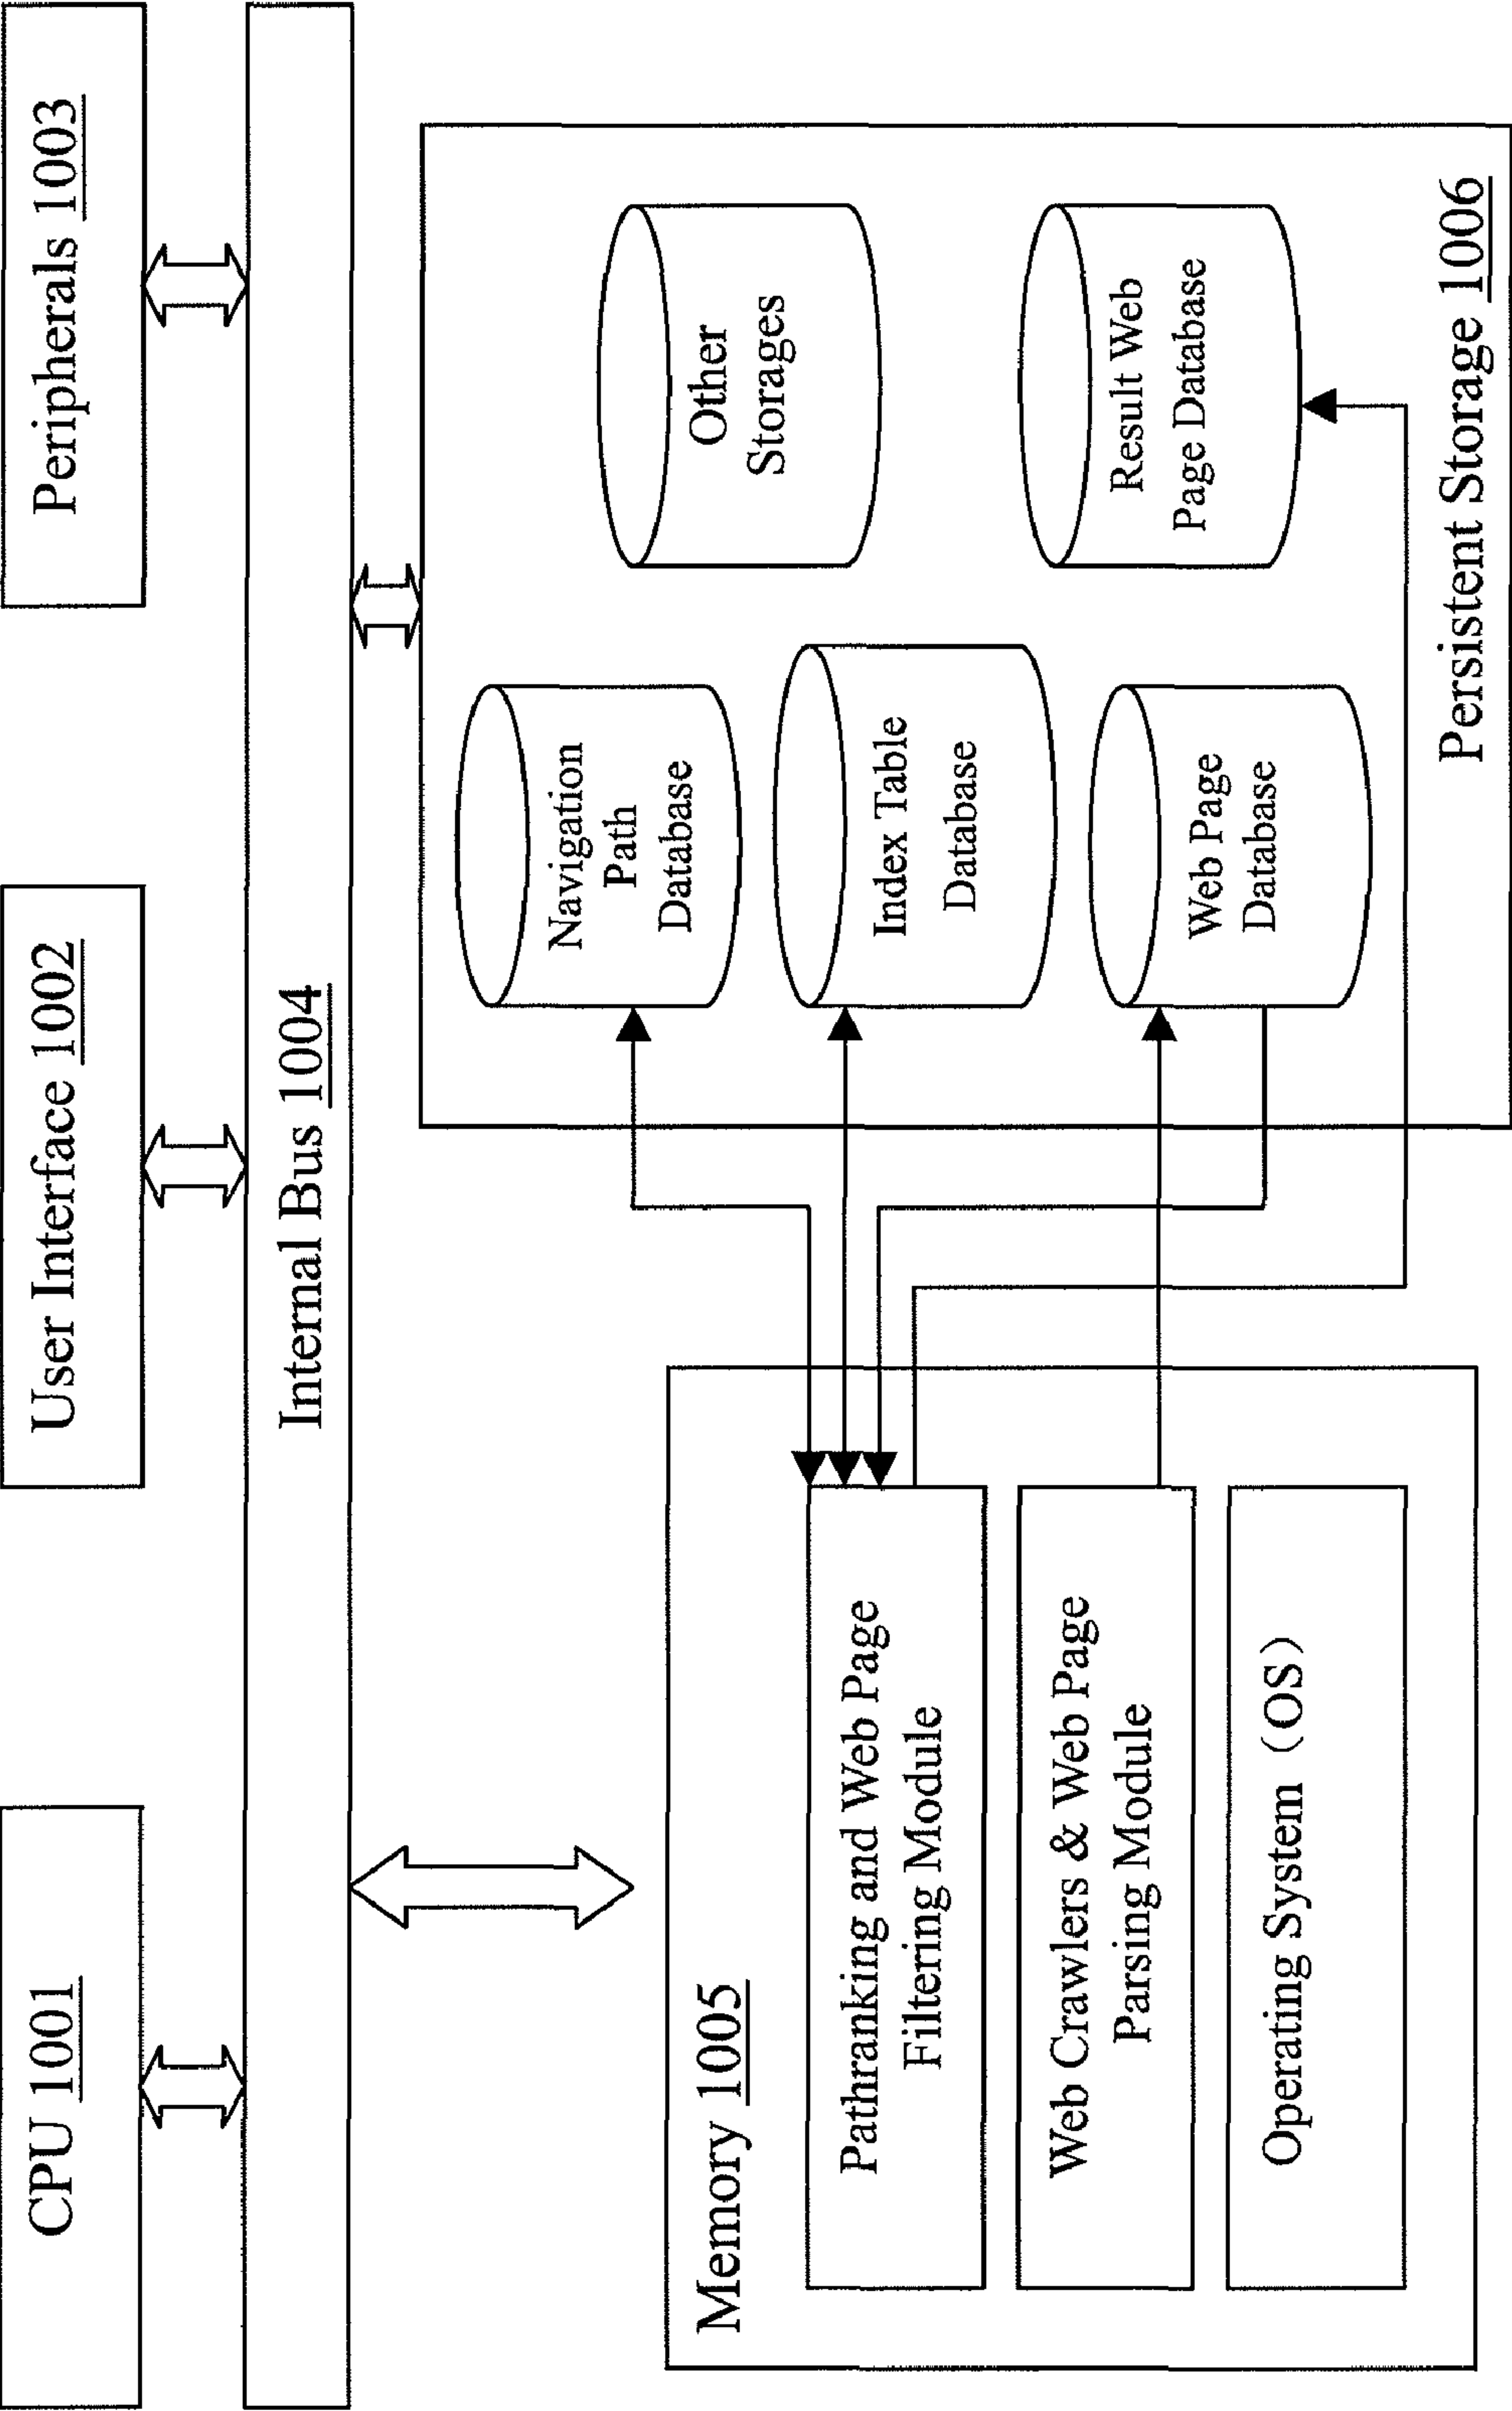 CPU 1001
User Interface 1002
Peripherals 1003
Internal Bus 1004
Memory 1005
Pathranking and Web Page
Filtering Module
Web Crawlers & Web Page
Parsing Module
Operating System (OS)
Navigation
Path
Database
Index Table
Database
Web Page
Database
Other
Storages
Result Web
Page Database
Persistent Storage 1006